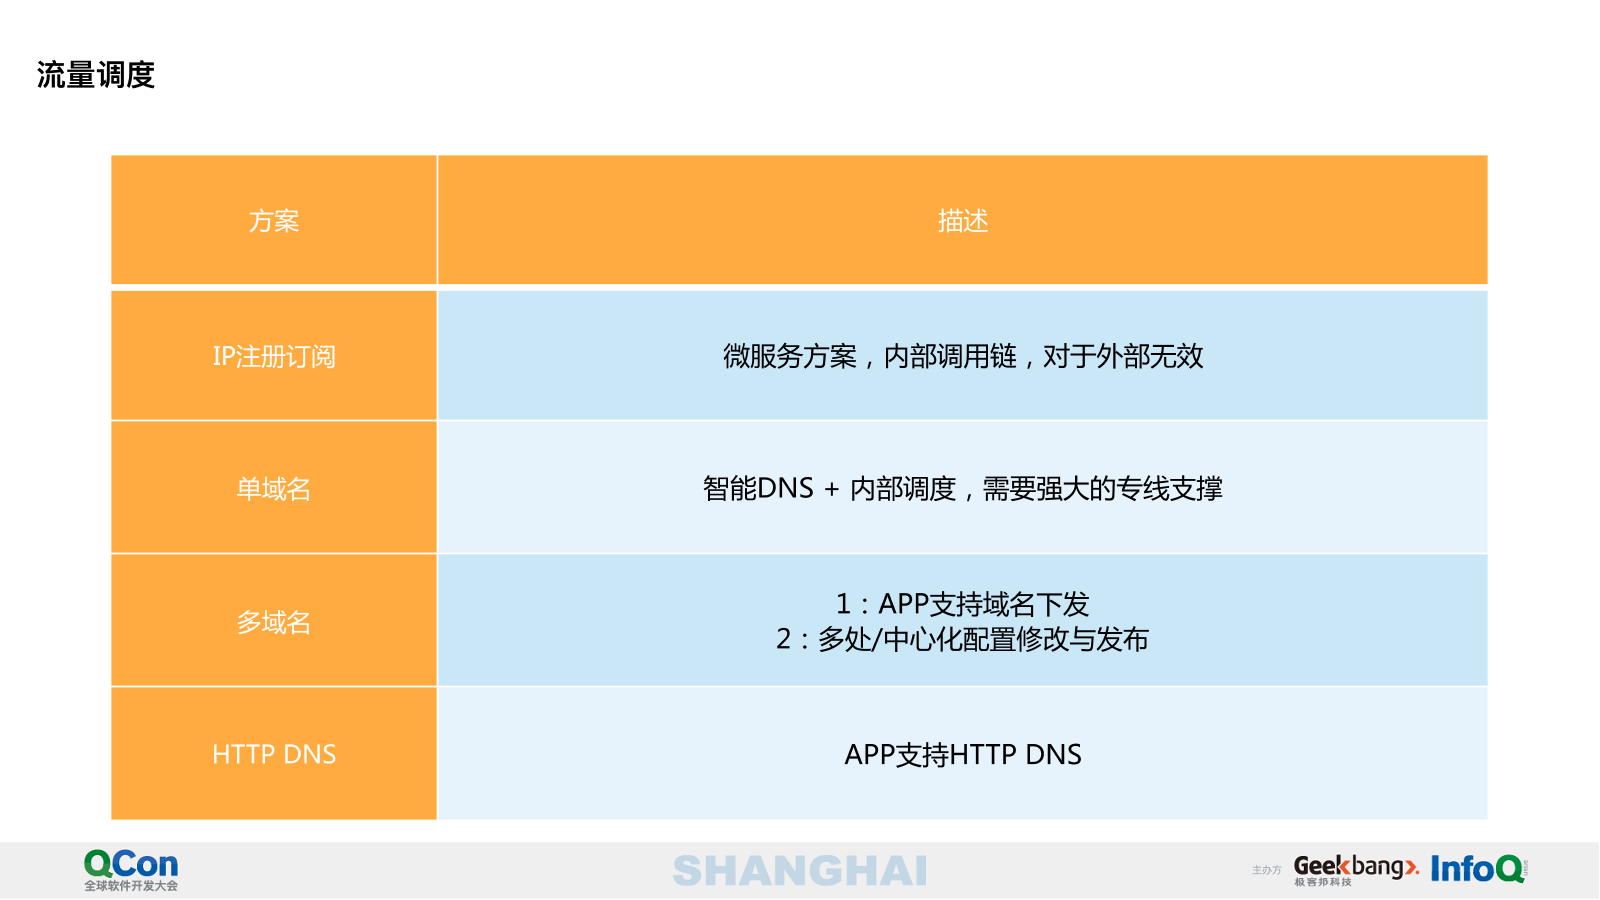 流量调度
方案
描述
IP注册订阅
微服务方案，内部调用链，对于外部无效
单域名
智能DNS + 内部调度，需要强大的专线支撑
多域名
1：APP支持域名下发
2：多处/中心化配置修改与发布
HTTP DNS
APP支持HTTP DNS
QCon
全球软件开发大会
SHANGHAI
主办方
Geekbang>.
极客邦科技
InfoQ